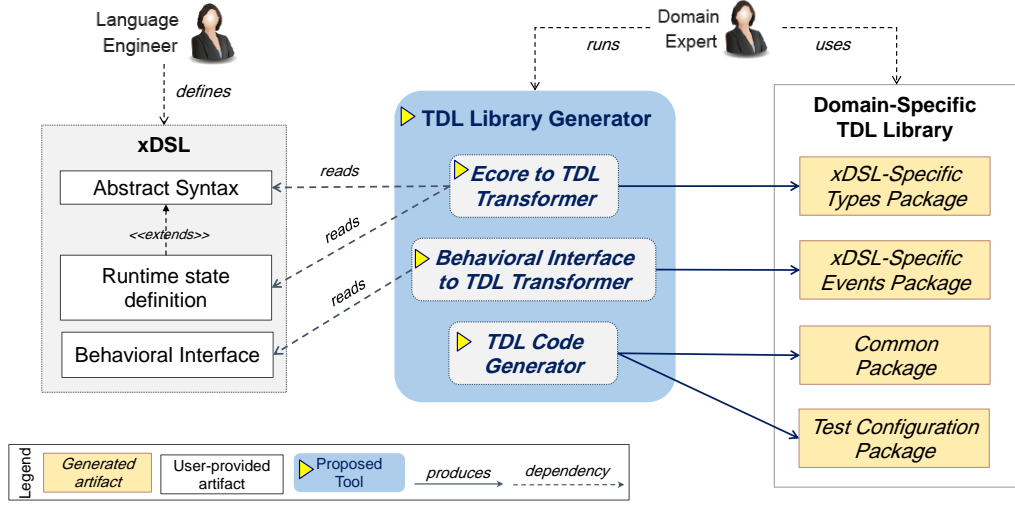 Language
Engineer
Domain
Expert
runs
uses
defines
xDSL
Abstract Syntax
<<extends>>
Runtime state
definition
Behavioral Interface
reads
reads
reads
TDL Library Generator
Ecore to TDL
Transformer
Behavioral Interface
to TDL Transformer
TDL Code
Generator
Domain-Specific
TDL Library
xDSL-Specific
Types Package
xDSL-Specific
Events Package
Common
Package
Test Configuration
Package
Legend
Generated
artifact
User-provided
artifact
Proposed
Tool
produces
dependency